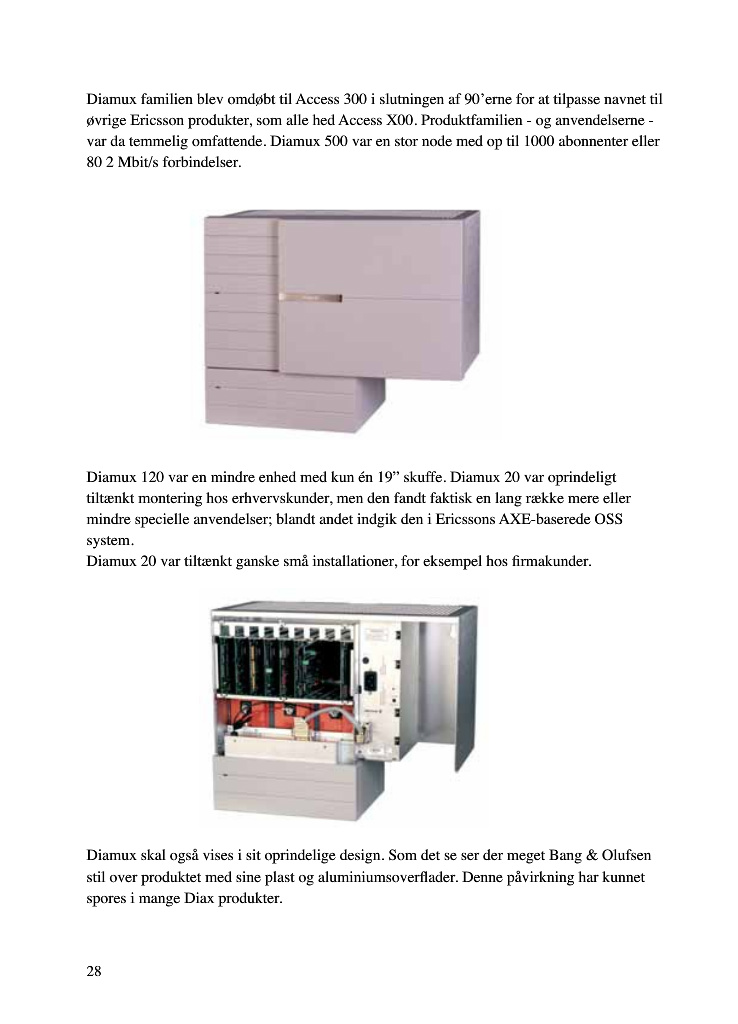 Diamux familien blev omdøbt til Access 300 i slutningen af 90’erne for at tilpasse navnet til
øvrige Ericsson produkter, som alle hed Access X00. Produktfamilien - og anvendelserne -
var da temmelig omfattende. Diamux 500 var en stor node med op til 1000 abonnenter eller
80 2 Mbit/s forbindelser.
Diamux 120 var en mindre enhed med kun én 19” skuffe. Diamux 20 var oprindeligt
tiltænkt montering hos erhvervskunder, men den fandt faktisk en lang række mere eller
mindre specielle anvendelser; blandt andet indgik den i Ericssons AXE-baserede OSS
system.
Diamux 20 var tiltænkt ganske små installationer, for eksempel hos firmakunder.
Diamux skal også vises i sit oprindelige design. Som det se ser der meget Bang & Olufsen
stil over produktet med sine plast og aluminiumsoverflader. Denne påvirkning har kunnet
spores i mange Diax produkter.
28